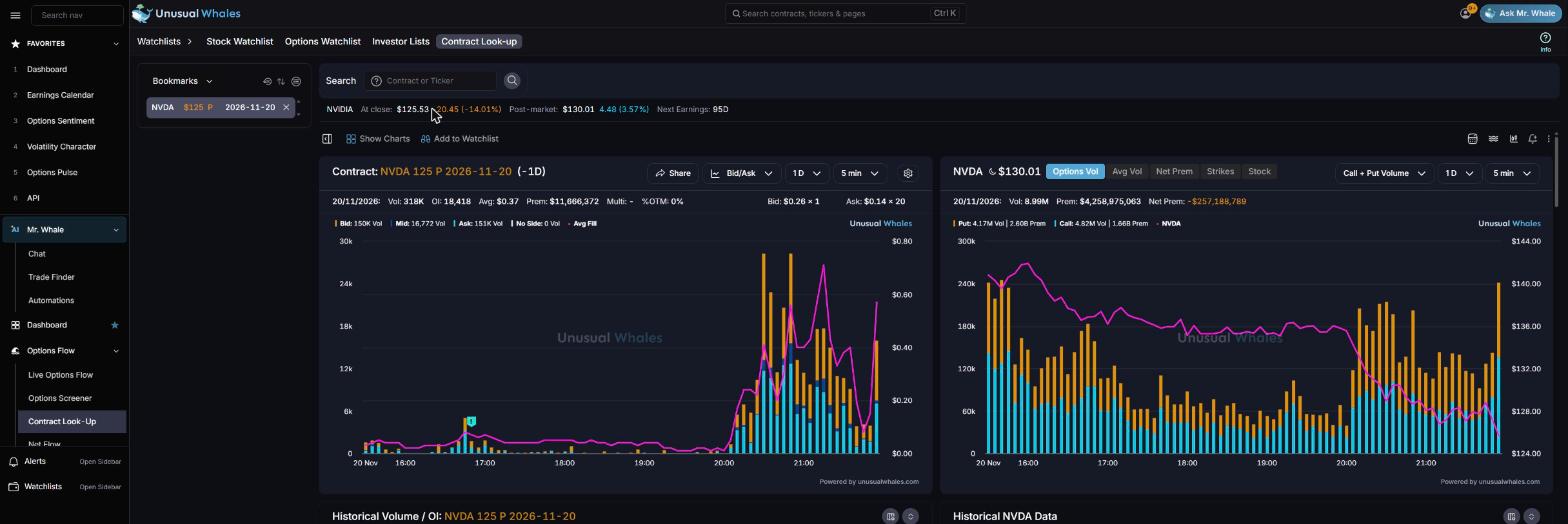 Search nav
Unusual Whales
Search contracts, tickers & pages
Ctrl K
9+
Ask Mr. Whale
FAVORITES
1 Dashboard
2 Earnings Calendar
3 Options Sentiment
4 Volatility Character
5 Options Pulse
6 API
AI Mr. Whale
Chat
Trade Finder
Automations
Dashboard
Options Flow
Live Options Flow
Options Screener
Contract Look-Up
Net Flow
Alerts Open Sidebar
Watchlists Open Sidebar
Watchlists > Stock Watchlist Options Watchlist Investor Lists Contract Look-up
Info
Bookmarks
NVDA $125 P 2026-11-20 ×
Search Contract or Ticker
NVIDIA At close: $125.53 20.45 (-14.01%) Post-market: $130.01 4.48 (3.57%) Next Earnings: 95D
Show Charts Add to Watchlist
Contract: NVDA 125 P 2026-11-20 (-1D)
Share Bid/Ask 1 D 5 min
20/11/2026: Vol: 318K OI: 18,418 Avg: $0.37 Prem: $11,666,372 Multi: - %OTM: 0% Bid: $0.26 × 1 Ask: $0.14 × 20
Bid: 150K Vol Mid: 16,772 Vol Ask: 151K Vol No Side: 0 Vol Avg Fill
Unusual Whales
30k $0.80
24k
$0.60
18k
Unusual Whales
$0.40
12k
$0.20
6k
0 $0.00
20 Nov 16:00 17:00 18:00 19:00 20:00 21:00
Powered by unusualwhales.com
Historical Volume / OI: NVDA 125 P 2026-11-20
NVDA $130.01 Options Vol Avg Vol Net Prem Strikes Stock
Call + Put Volume 1 D 5 min
20/11/2026: Vol: 8.99M Prem: $4,258,975,063 Net Prem: -$257,188,789
Put: 4.17M Vol | 2.60B Prem Call: 4.82M Vol | 1.66B Prem NVDA
Unusual Whales
300k $144.00
240k $140.00
180k $136.00
Unusual Whales
120k $132.00
60k $128.00
0 $124.00
20 Nov 16:00 17:00 18:00 19:00 20:00 21:00
Powered by unusualwhales.com
Historical NVDA Data